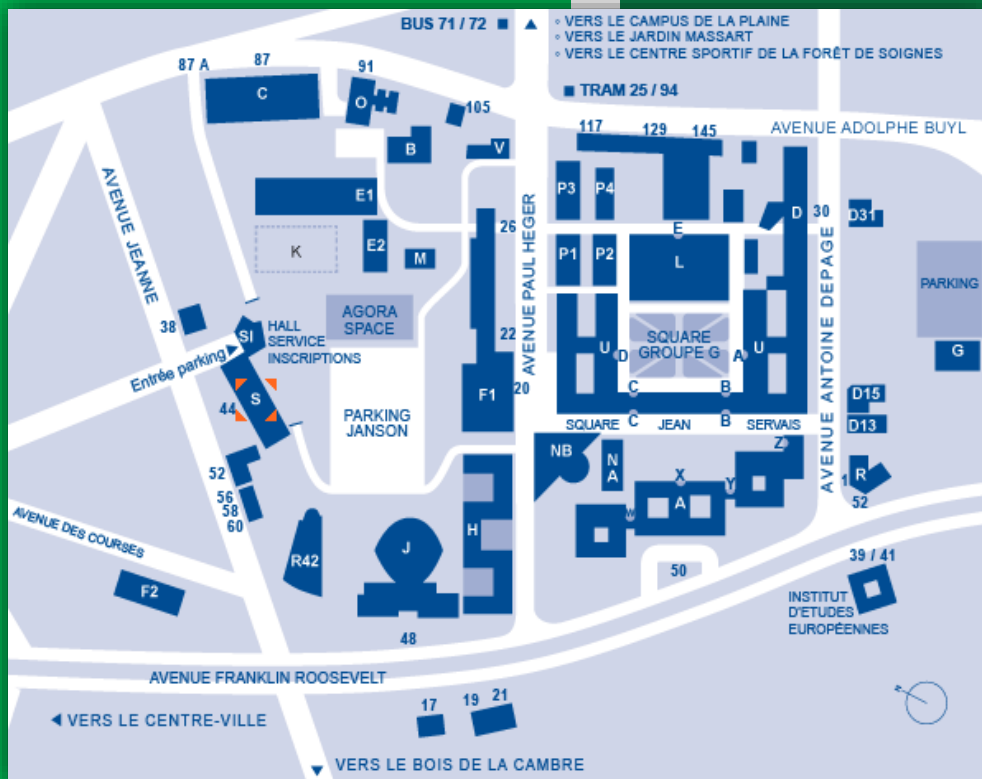 BUS 71 / 72
VERS LE CAMPUS DE LA PLAINE
VERS LE JARDIN MASSART
VERS LE CENTRE SPORTIF DE LA FORÊT DE SOIGNES
87 A
87
91
TRAM 25 / 94
C
O
105
117
129
145
AVENUE ADOLPHE BUYL
B
V
AVENUE JEANNE
E1
P3
P4
D
30
D31
E2
K
M
26
E
P1
P2
L
AVENUE PAUL HEGER
AVENUE ANTOINE DEPAGE
PARKING
AGORA
SPACE
38
SI
HALL
SERVICE
INSCRIPTIONS
22
U
D
SQUARE
GROUPE G
A
U
G
Entrée parking
44
S
PARKING
JANSON
F1
20
C
B
D15
C
B
D13
SQUARE
JEAN
SERVAIS
52
56
58
60
NB
N
A
Z
X
Y
A
W
1
R
52
AVENUE DES COURSES
F2
R42
J
H
50
39 / 41
INSTITUT
D'ETUDES
EUROPÉENNES
48
AVENUE FRANKLIN ROOSEVELT
17
19
21
N
VERS LE CENTRE-VILLE
VERS LE BOIS DE LA CAMBRE